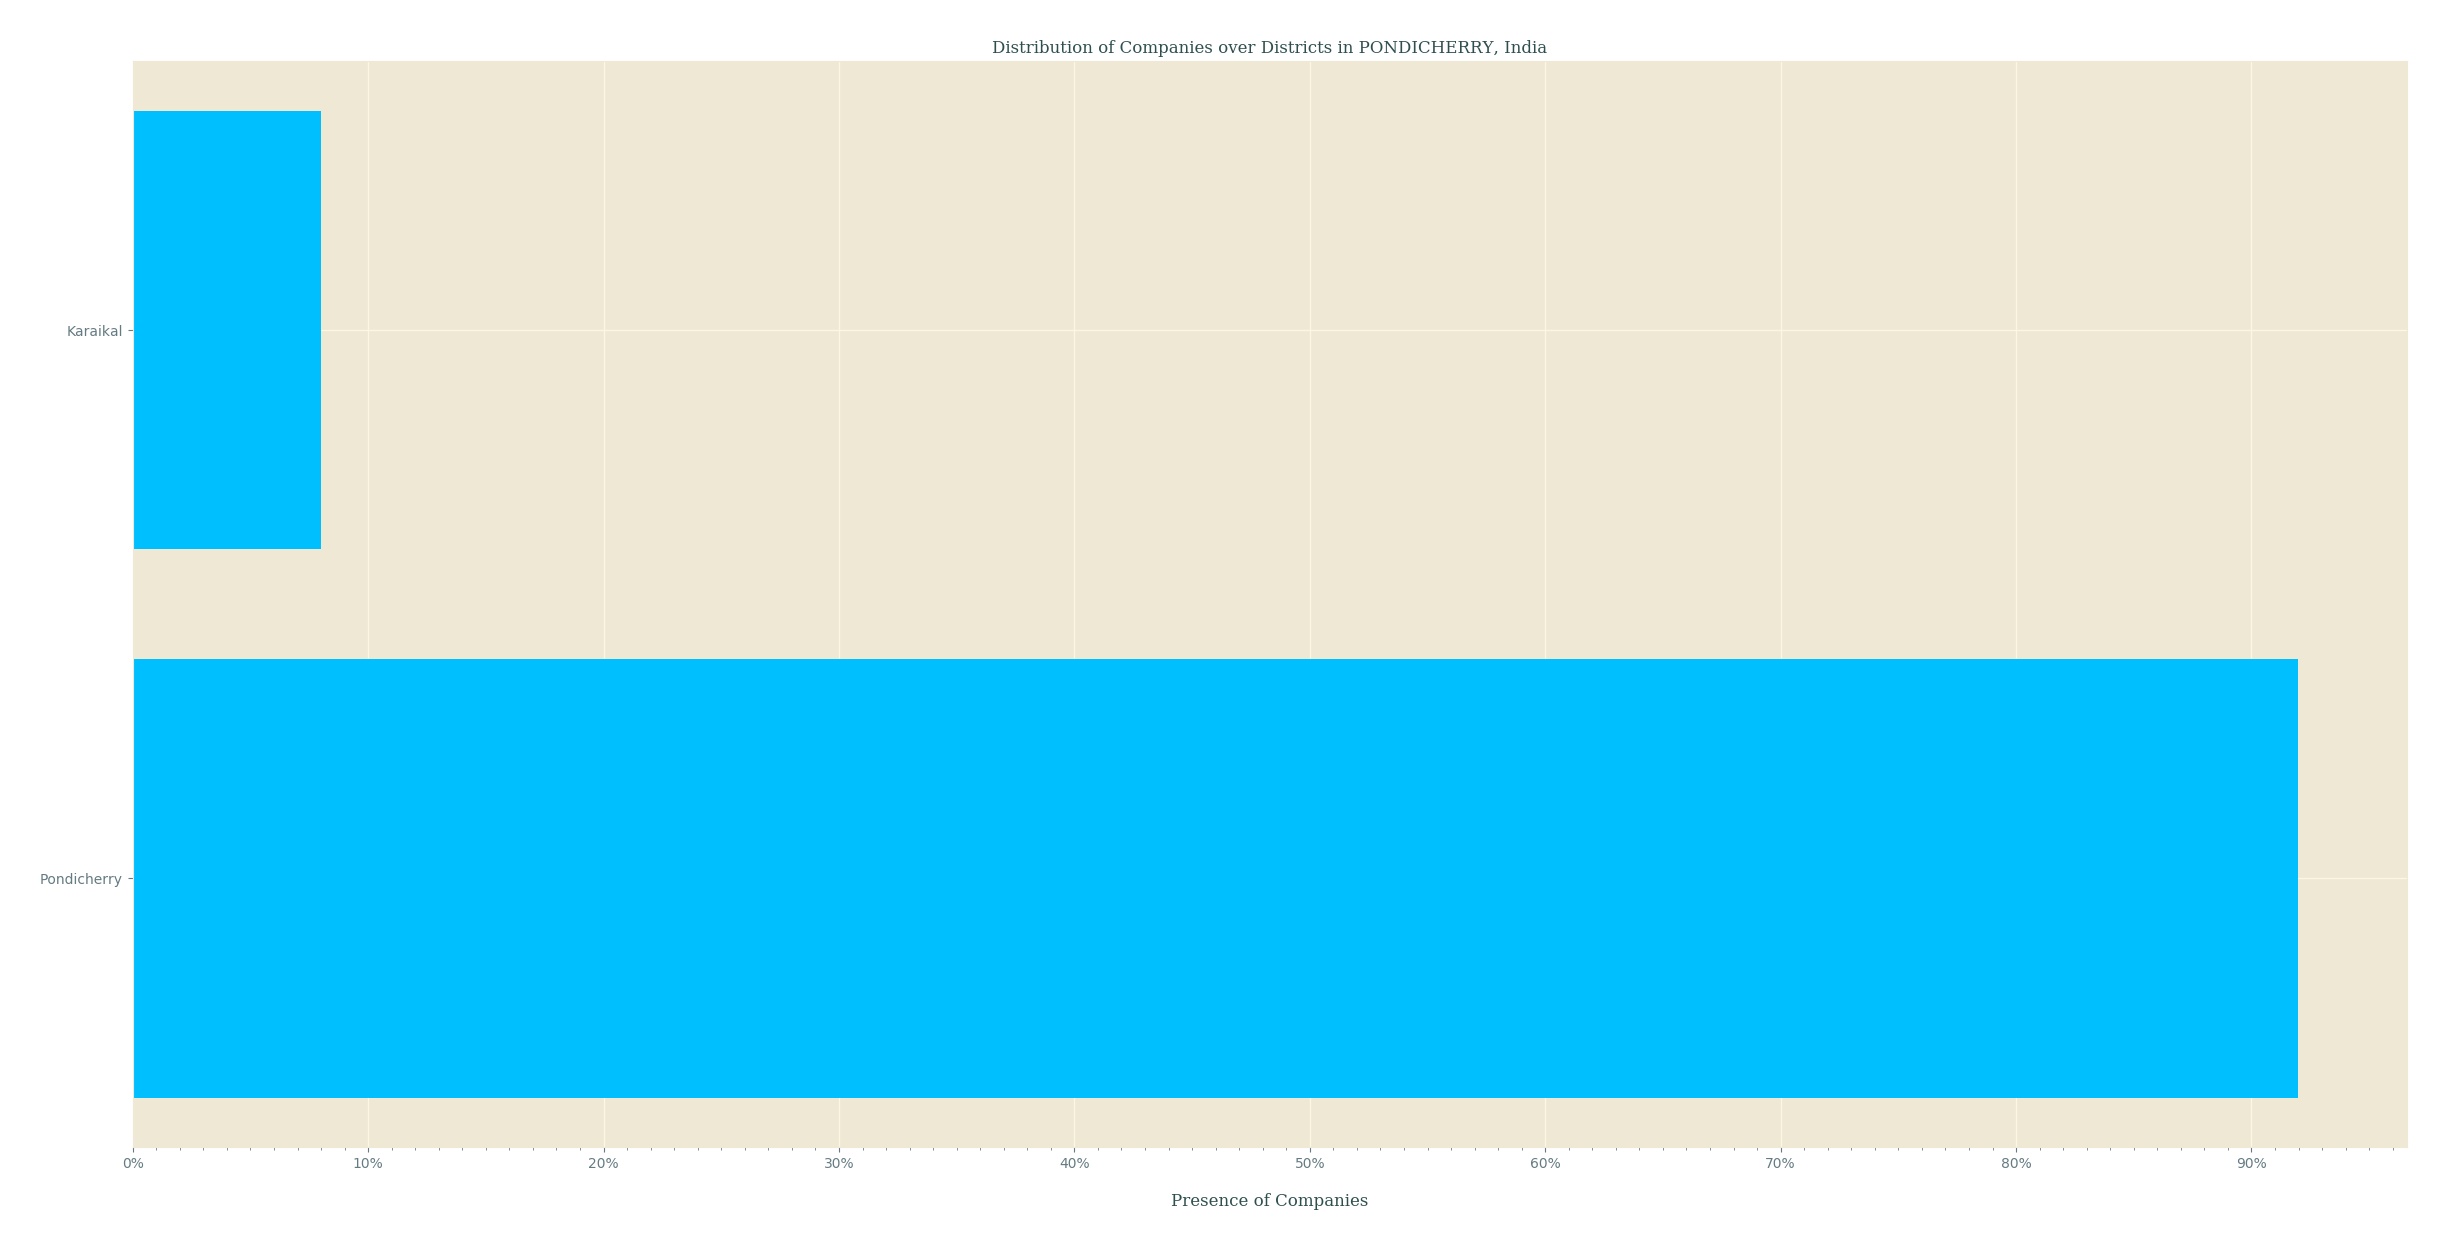 Distribution of Companies over Districts in PONDICHERRY, India
Karaikal
Pondicherry
0% 10% 20% 30% 40% 50% 60% 70% 80% 90%
Presence of Companies